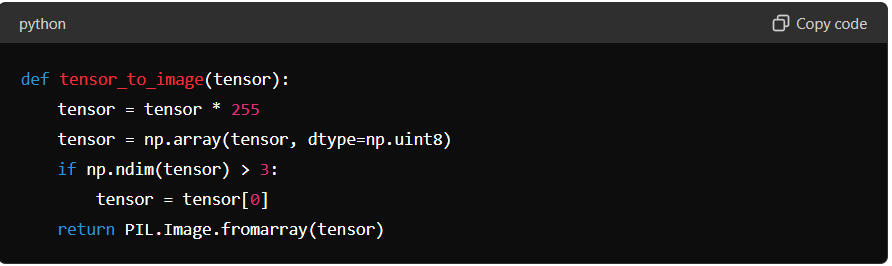 python
Copy code
def tensor_to_image(tensor):
    tensor = tensor * 255
    tensor = np.array(tensor, dtype=np.uint8)
    if np.ndim(tensor) > 3:
        tensor = tensor[0]
    return PIL.Image.fromarray(tensor)